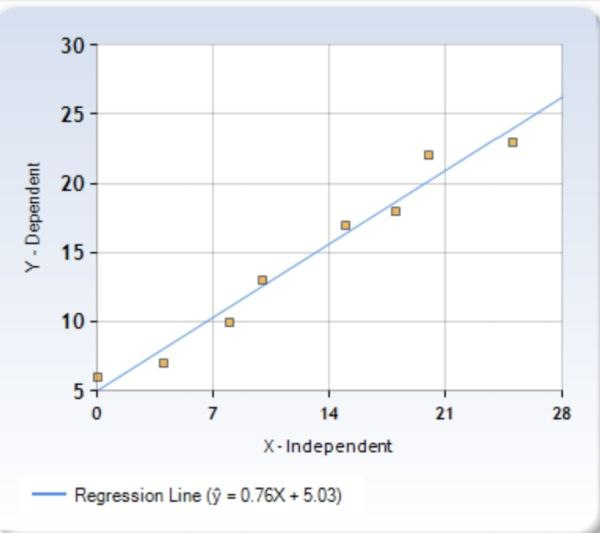 30
25
20
15
10
5
Y - Dependent
0 7 14 21 28
X - Independent
Regression Line (ŷ = 0.76X + 5.03)